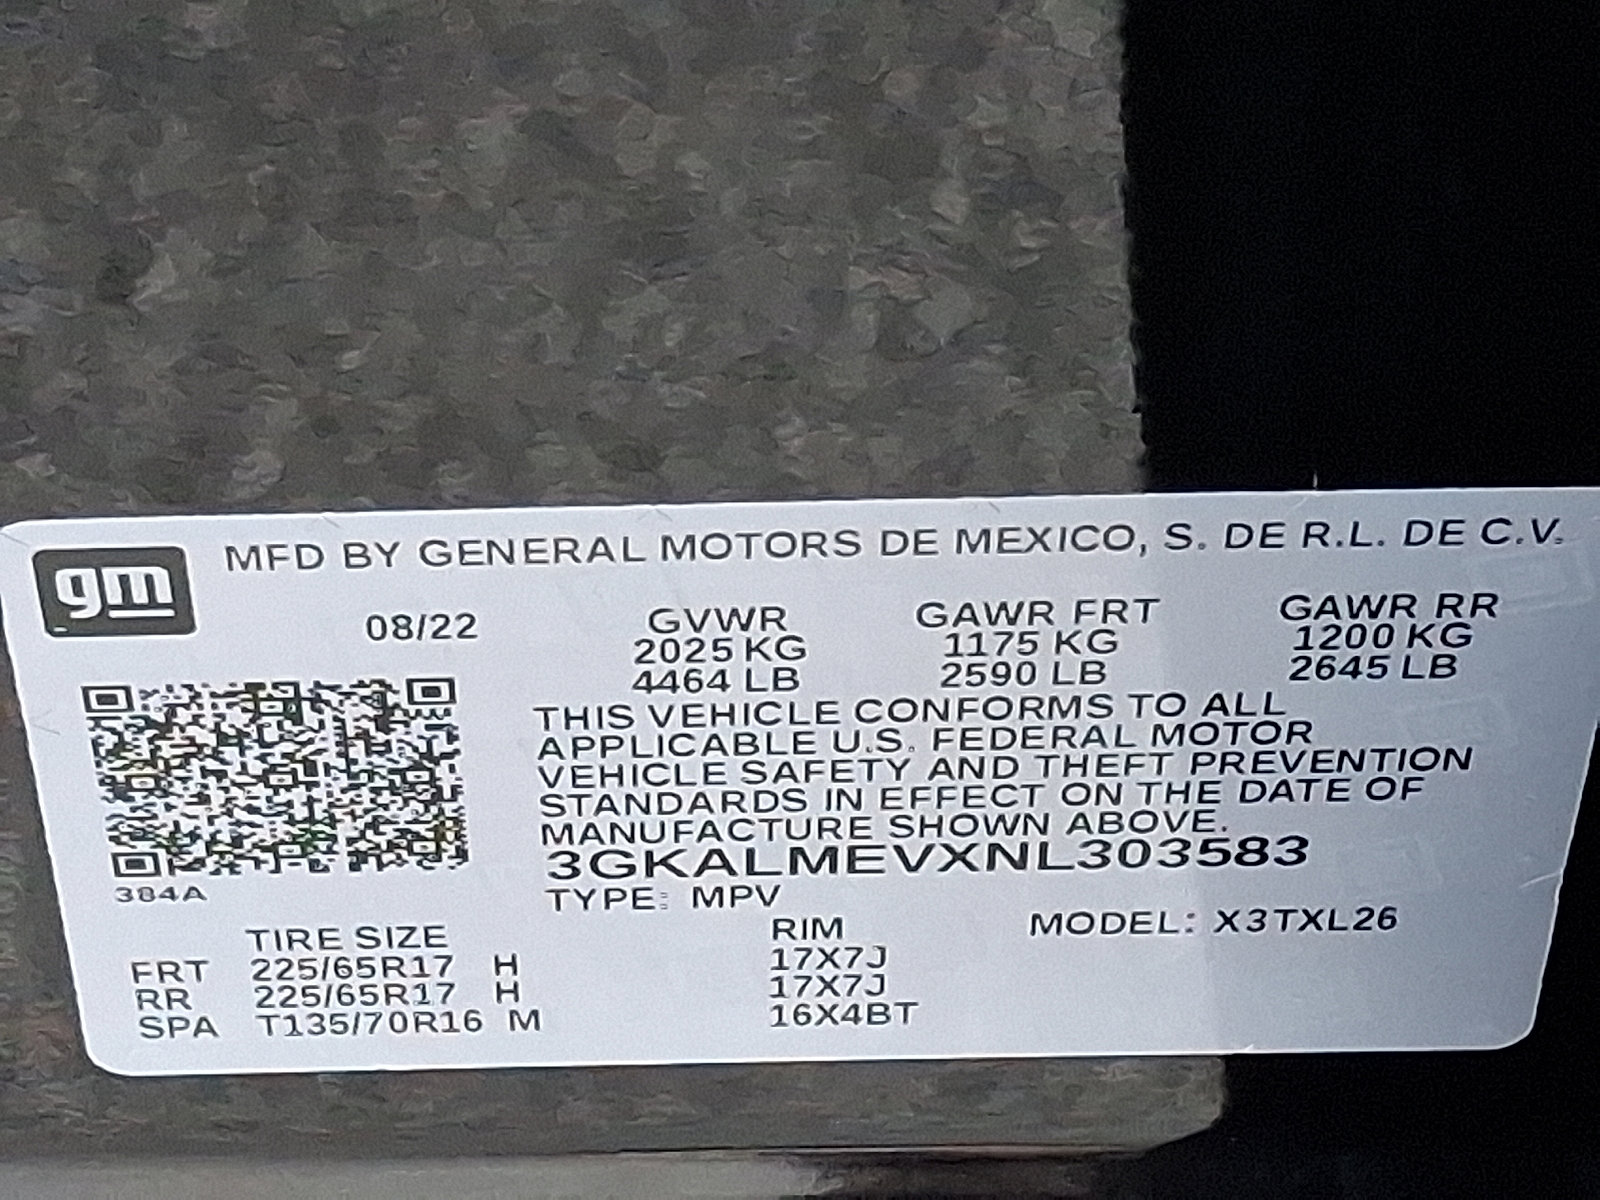 gm
MFD BY GENERAL MOTORS DE MEXICO, S. DE R.L. DE C.V.
08/22 GVWR GAWR FRT GAWR RR
2025 KG 1175 KG 1200 KG
4464 LB 2590 LB 2645 LB
THIS VEHICLE CONFORMS TO ALL
APPLICABLE U.S. FEDERAL MOTOR
VEHICLE SAFETY AND THEFT PREVENTION
STANDARDS IN EFFECT ON THE DATE OF
MANUFACTURE SHOWN ABOVE.
3GKALMEVXNL303583
384A
TYPE: MPV
TIRE SIZE RIM MODEL: X3TXL26
FRT 225/65R17 H 17X7J
RR 225/65R17 H 17X7J
SPA T135/70R16 M 16X4BT